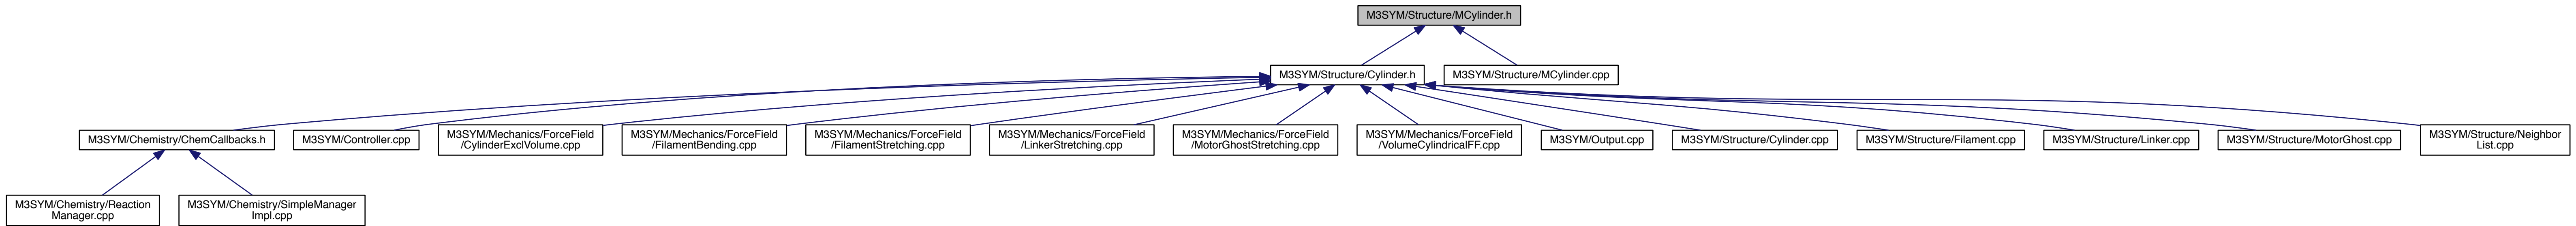 M3SYM/Structure/MCylinder.h
M3SYM/Structure/Cylinder.h
M3SYM/Structure/MCylinder.cpp
M3SYM/Chemistry/ChemCallbacks.h
M3SYM/Controller.cpp
M3SYM/Mechanics/ForceField
/CylinderExclVolume.cpp
M3SYM/Mechanics/ForceField
/FilamentBending.cpp
M3SYM/Mechanics/ForceField
/FilamentStretching.cpp
M3SYM/Mechanics/ForceField
/LinkerStretching.cpp
M3SYM/Mechanics/ForceField
/MotorGhostStretching.cpp
M3SYM/Mechanics/ForceField
/VolumeCylindricalFF.cpp
M3SYM/Output.cpp
M3SYM/Structure/Cylinder.cpp
M3SYM/Structure/Filament.cpp
M3SYM/Structure/Linker.cpp
M3SYM/Structure/MotorGhost.cpp
M3SYM/Structure/Neighbor
List.cpp
M3SYM/Chemistry/Reaction
Manager.cpp
M3SYM/Chemistry/SimpleManager
Impl.cpp